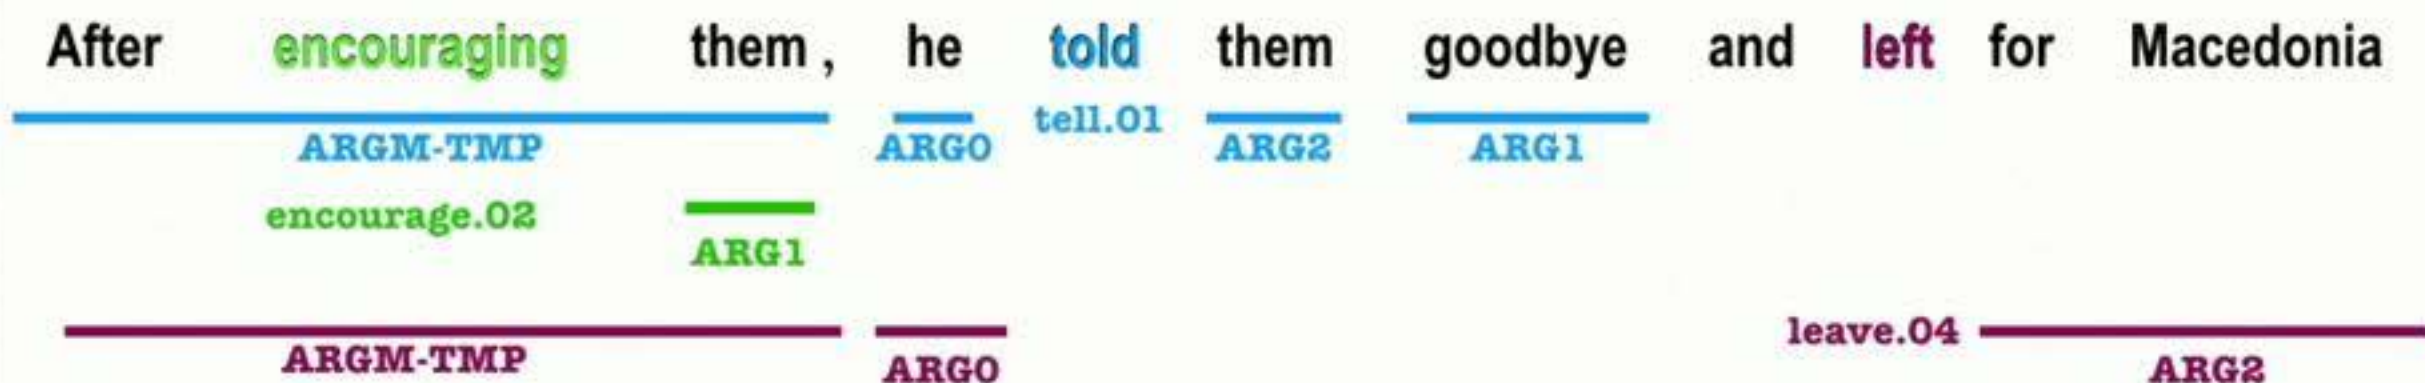 After encouraging them , he told them goodbye and left for Macedonia
ARGM-TMP ARG0 tell.01 ARG2 ARG1
encourage.02 ARG1
ARGM-TMP ARG0 leave.04 ARG2